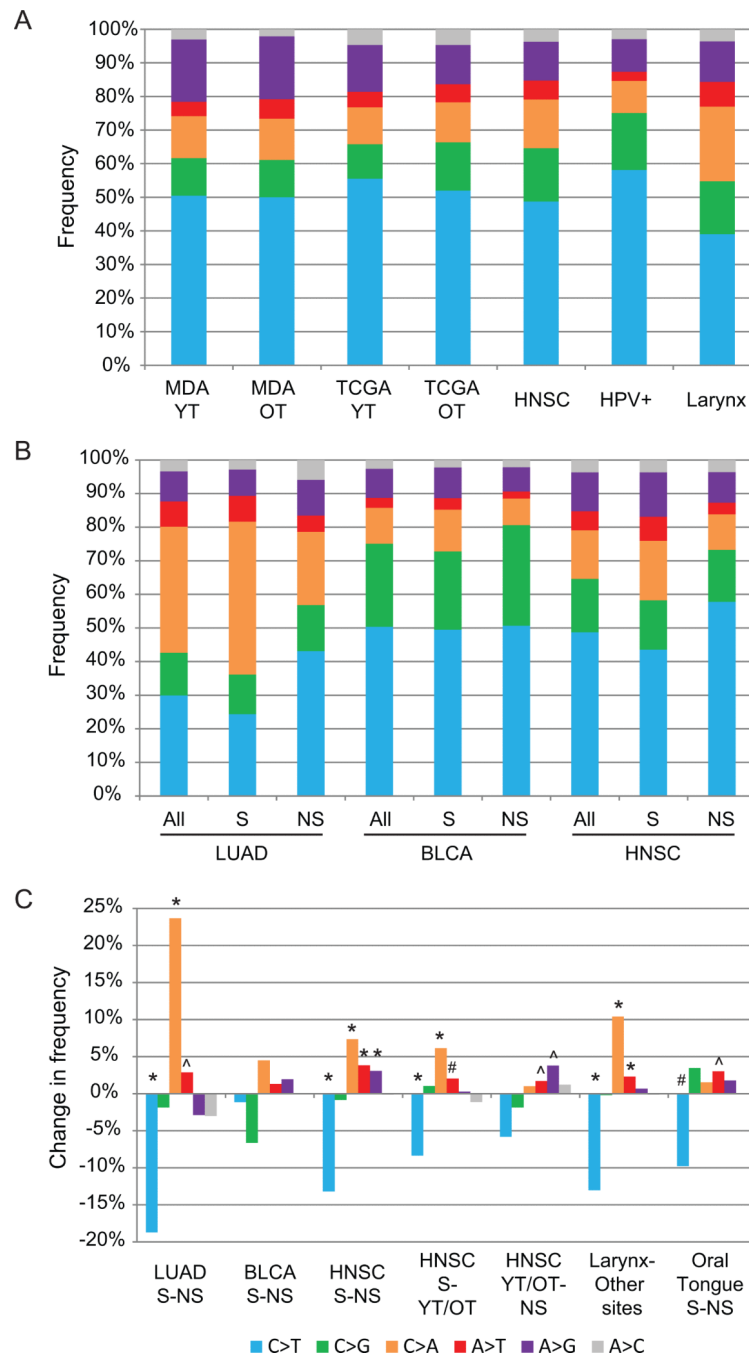 A
100%
90%
80%
70%
60%
50%
40%
30%
20%
10%
0%
Frequency
MDA YT
MDA OT
TCGA YT
TCGA OT
HNSC
HPV+
Larynx
B
100%
90%
80%
70%
60%
50%
40%
30%
20%
10%
0%
Frequency
All S NS All S NS All S NS
LUAD BLCA HNSC
C
25%
20%
15%
10%
5%
0%
-5%
-10%
-15%
-20%
Change in frequency
* * ^
* * * *
* * #
^ ^
* * *
# ^
LUAD
S-NS
BLCA
S-NS
HNSC
S-NS
HNSC
S-
YT/OT
HNSC
YT/OT-
NS
Larynx-
Other
sites
Oral
Tongue
S-NS
C>T C>G C>A A>T A>G A>C